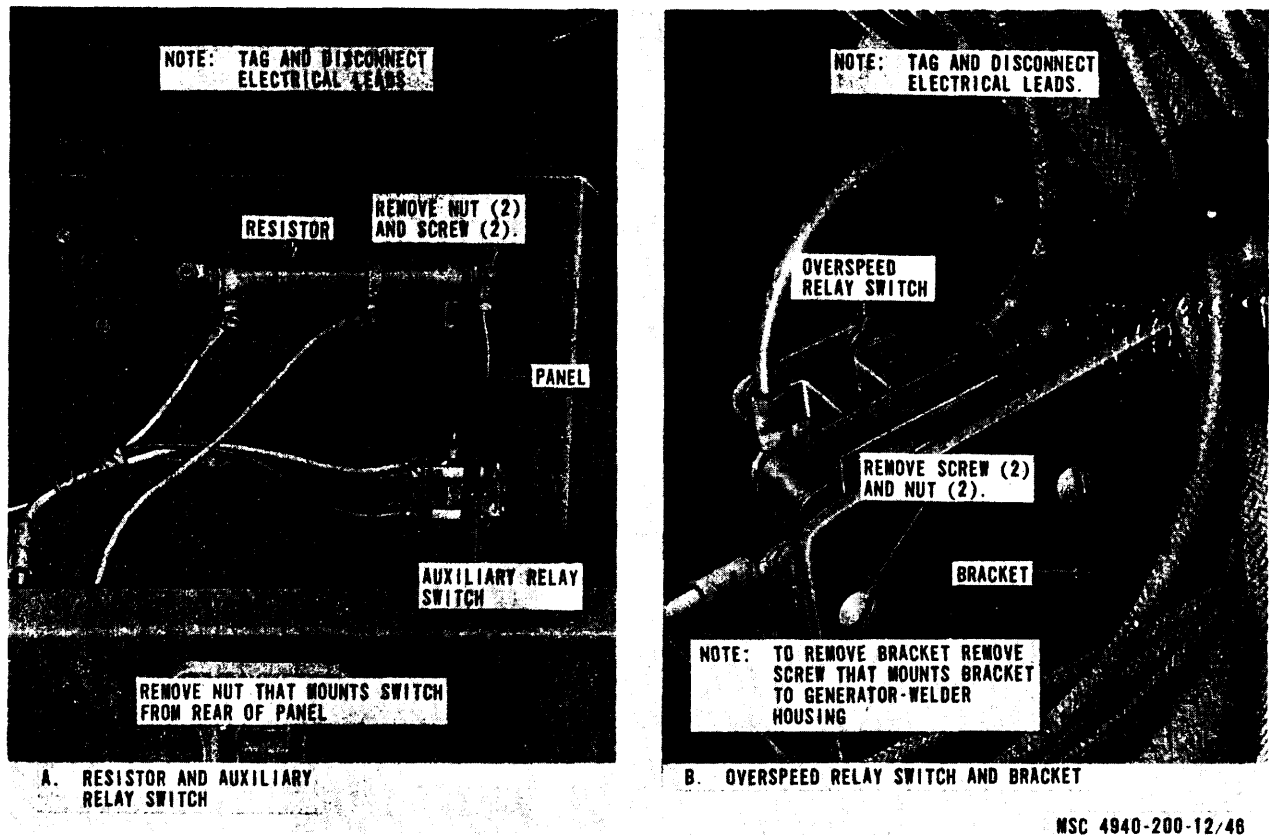 NOTE: TAG AND DISCONNECT
ELECTRICAL LEADS
RESISTOR
REMOVE NUT (2)
AND SCREW (2).
PANEL
AUXILIARY RELAY
SWITCH
REMOVE NUT THAT MOUNTS SWITCH
FROM REAR OF PANEL
A. RESISTOR AND AUXILIARY
RELAY SWITCH
NOTE: TAG AND DISCONNECT
ELECTRICAL LEADS.
OVERSPEED
RELAY SWITCH
REMOVE SCREW (2)
AND NUT (2).
BRACKET
NOTE: TO REMOVE BRACKET REMOVE
SCREW THAT MOUNTS BRACKET
TO GENERATOR-WELDER
HOUSING
B. OVERSPEED RELAY SWITCH AND BRACKET
MSC 4940-200-12/46